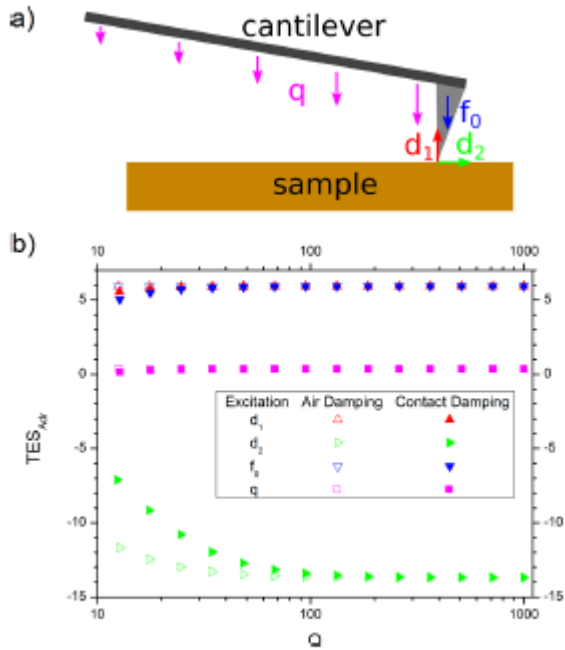 a)
cantilever
q
f0
d1
d2
sample
b)
10 100 1000
5
0
-5
-10
-15
TES_Adr
Excitation Air Damping Contact Damping
d1
d2
f0
q
5
0
-5
-10
-15
10 100 1000
Q